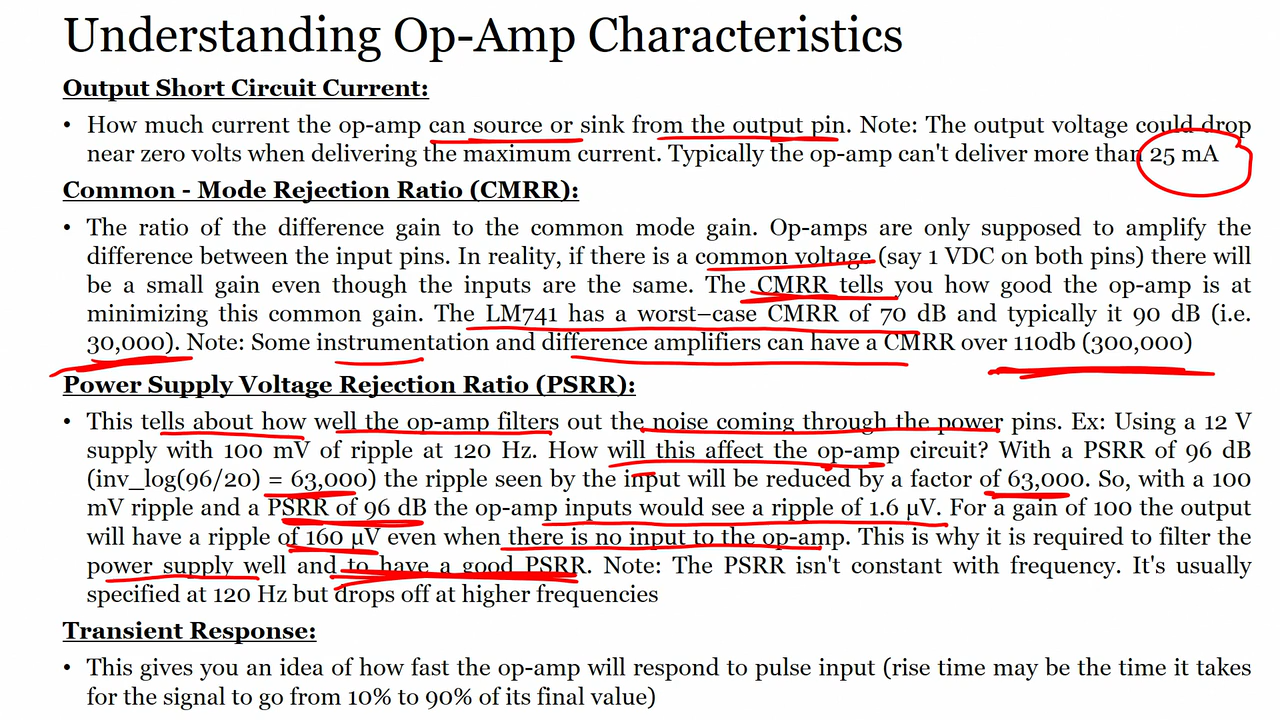 Understanding Op-Amp Characteristics
Output Short Circuit Current:
• How much current the op-amp can source or sink from the output pin. Note: The output voltage could drop
near zero volts when delivering the maximum current. Typically the op-amp can't deliver more than 25 mA
Common - Mode Rejection Ratio (CMRR):
• The ratio of the difference gain to the common mode gain. Op-amps are only supposed to amplify the
difference between the input pins. In reality, if there is a common voltage (say 1 VDC on both pins) there will
be a small gain even though the inputs are the same. The CMRR tells you how good the op-amp is at
minimizing this common gain. The LM741 has a worst–case CMRR of 70 dB and typically it 90 dB (i.e.
30,000). Note: Some instrumentation and difference amplifiers can have a CMRR over 110db (300,000)
Power Supply Voltage Rejection Ratio (PSRR):
• This tells about how well the op-amp filters out the noise coming through the power pins. Ex: Using a 12 V
supply with 100 mV of ripple at 120 Hz. How will this affect the op-amp circuit? With a PSRR of 96 dB
(inv_log(96/20) = 63,000) the ripple seen by the input will be reduced by a factor of 63,000. So, with a 100
mV ripple and a PSRR of 96 dB the op-amp inputs would see a ripple of 1.6 µV. For a gain of 100 the output
will have a ripple of 160 µV even when there is no input to the op-amp. This is why it is required to filter the
power supply well and to have a good PSRR. Note: The PSRR isn't constant with frequency. It's usually
specified at 120 Hz but drops off at higher frequencies
Transient Response:
• This gives you an idea of how fast the op-amp will respond to pulse input (rise time may be the time it takes
for the signal to go from 10% to 90% of its final value)